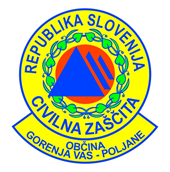 REPUBLIKA SLOVENIJA
CIVILNA ZAŠČITA
OBČINA
GORENJA VAS - POLJANE